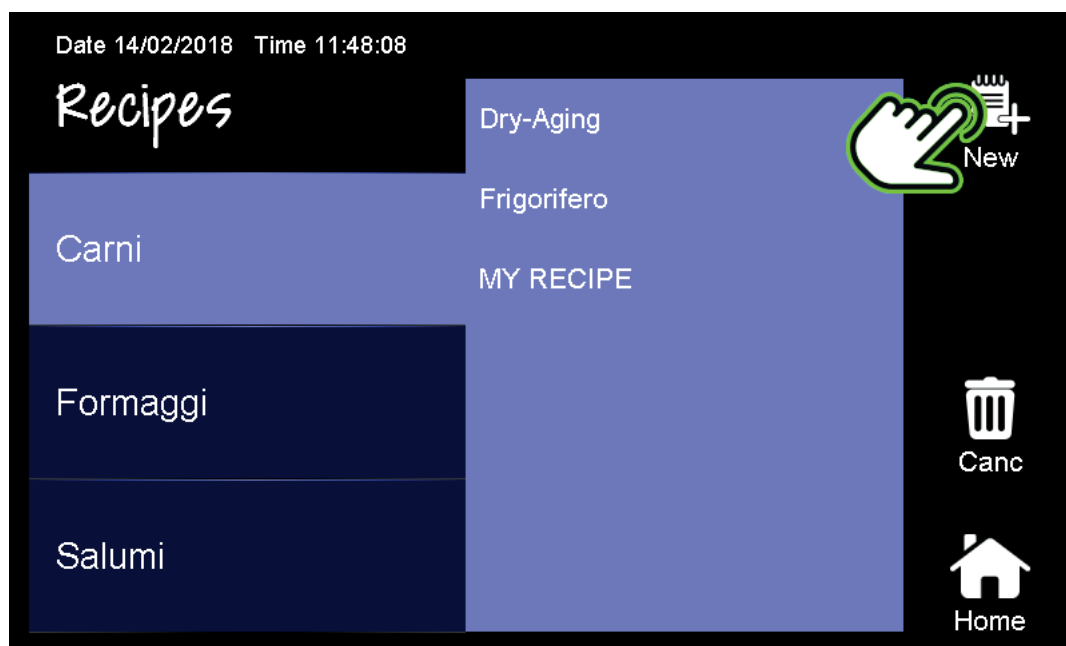 Date 14/02/2018 Time 11:48:08
Recipes
Carni
Formaggi
Salumi
Dry-Aging
Frigorifero
MY RECIPE
New
Canc
Home